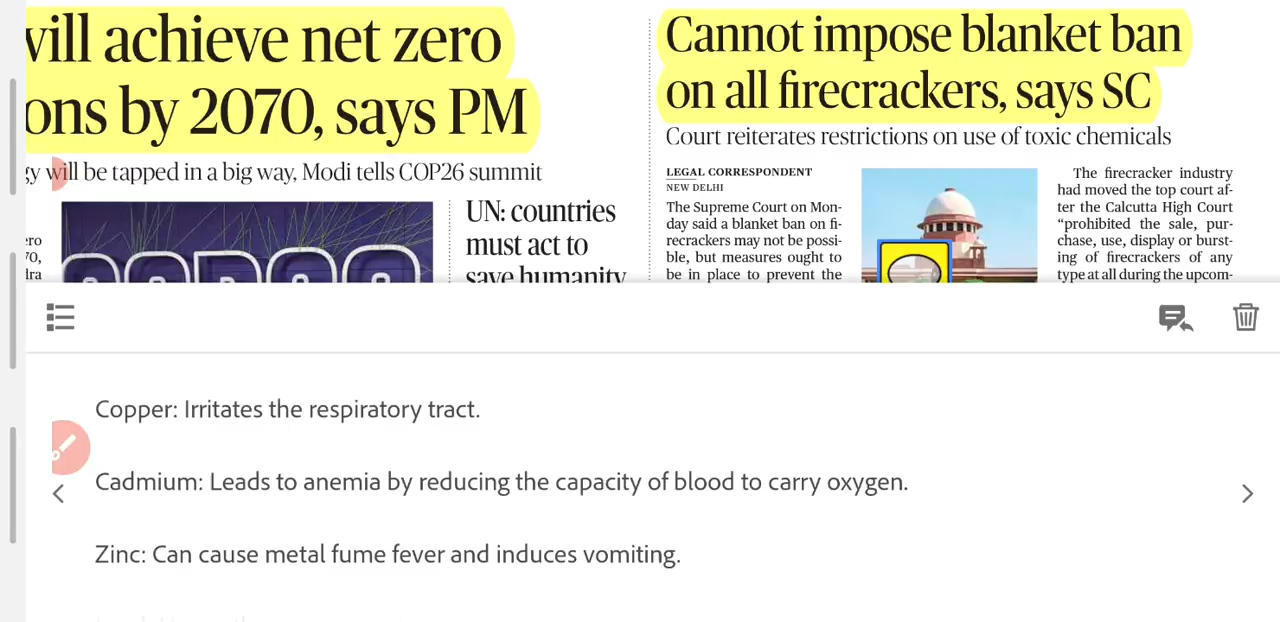 will achieve net zero
ons by 2070, says PM
gy will be tapped in a big way, Modi tells COP26 summit
ero
70,
dra
UN: countries
must act to
save humanity
Cannot impose blanket ban
on all firecrackers, says SC
Court reiterates restrictions on use of toxic chemicals
LEGAL CORRESPONDENT
NEW DELHI
The Supreme Court on Mon-
day said a blanket ban on fi-
recrackers may not be possi-
ble, but measures ought to
be in place to prevent the
The firecracker industry
had moved the top court af-
ter the Calcutta High Court
“prohibited the sale, pur-
chase, use, display or burst-
ing of firecrackers of any
type at all during the upcom-
Copper: Irritates the respiratory tract.
Cadmium: Leads to anemia by reducing the capacity of blood to carry oxygen.
Zinc: Can cause metal fume fever and induces vomiting.